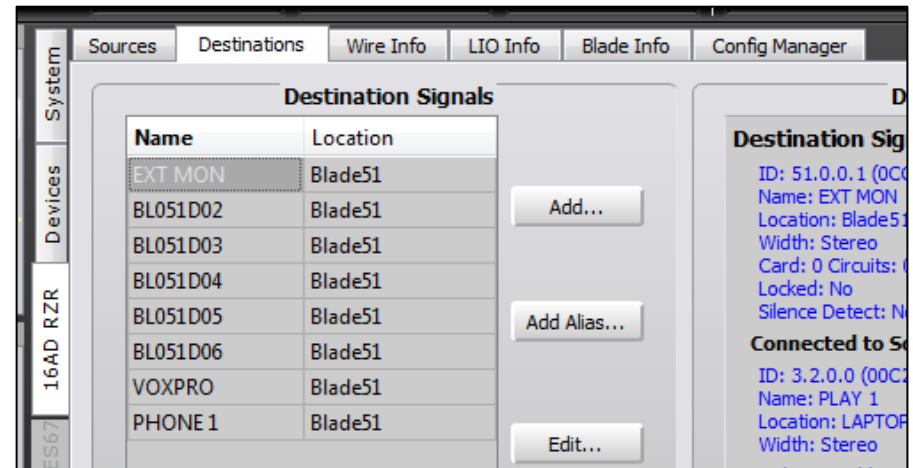 System
Devices
16AD RZR
ES67
Sources Destinations Wire Info LIO Info Blade Info Config Manager
Destination Signals
Name Location
EXT MON Blade51
BL051D02 Blade51
BL051D03 Blade51
BL051D04 Blade51
BL051D05 Blade51
BL051D06 Blade51
VOXPRO Blade51
PHONE 1 Blade51
Add...
Add Alias...
Edit...
D
Destination Sig
ID: 51.0.0.1 (0CC
Name: EXT MON
Location: Blade51
Width: Stereo
Card: 0 Circuits:
Locked: No
Silence Detect: N
Connected to S
ID: 3.2.0.0 (00C2
Name: PLAY 1
Location: LAPTOP
Width: Stereo